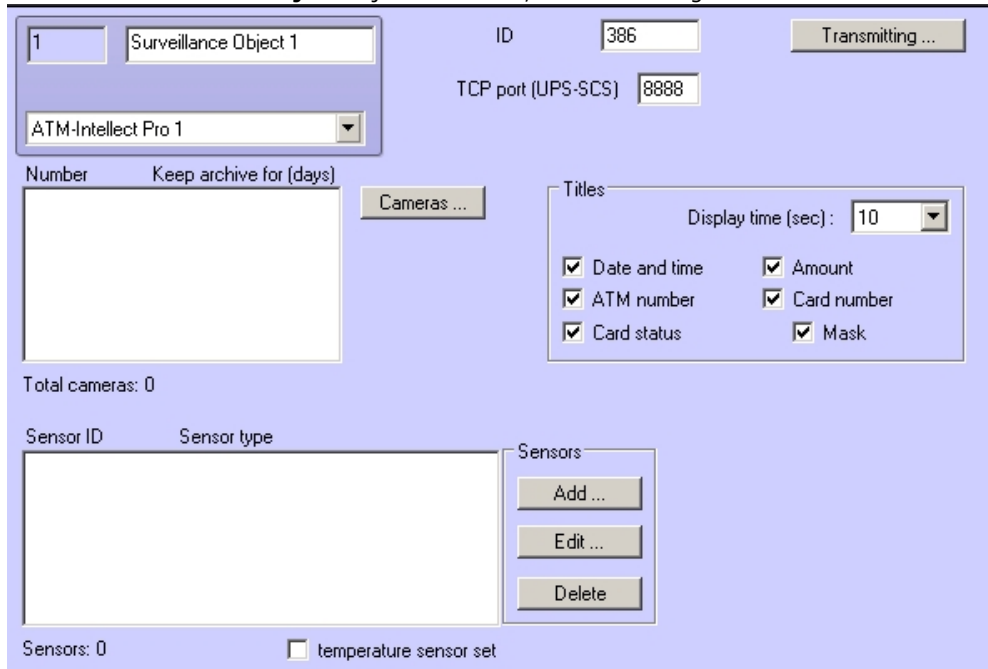 1 Surveillance Object 1 ID 386 Transmitting ...
TCP port (UPS-SCS) 8888
ATM-Intellect Pro 1
Number Keep archive for (days)
Cameras ...
Titles
Display time (sec) : 10
Date and time Amount
ATM number Card number
Card status Mask
Total cameras: 0
Sensor ID Sensor type
Sensors
Add ...
Edit ...
Delete
Sensors: 0 temperature sensor set